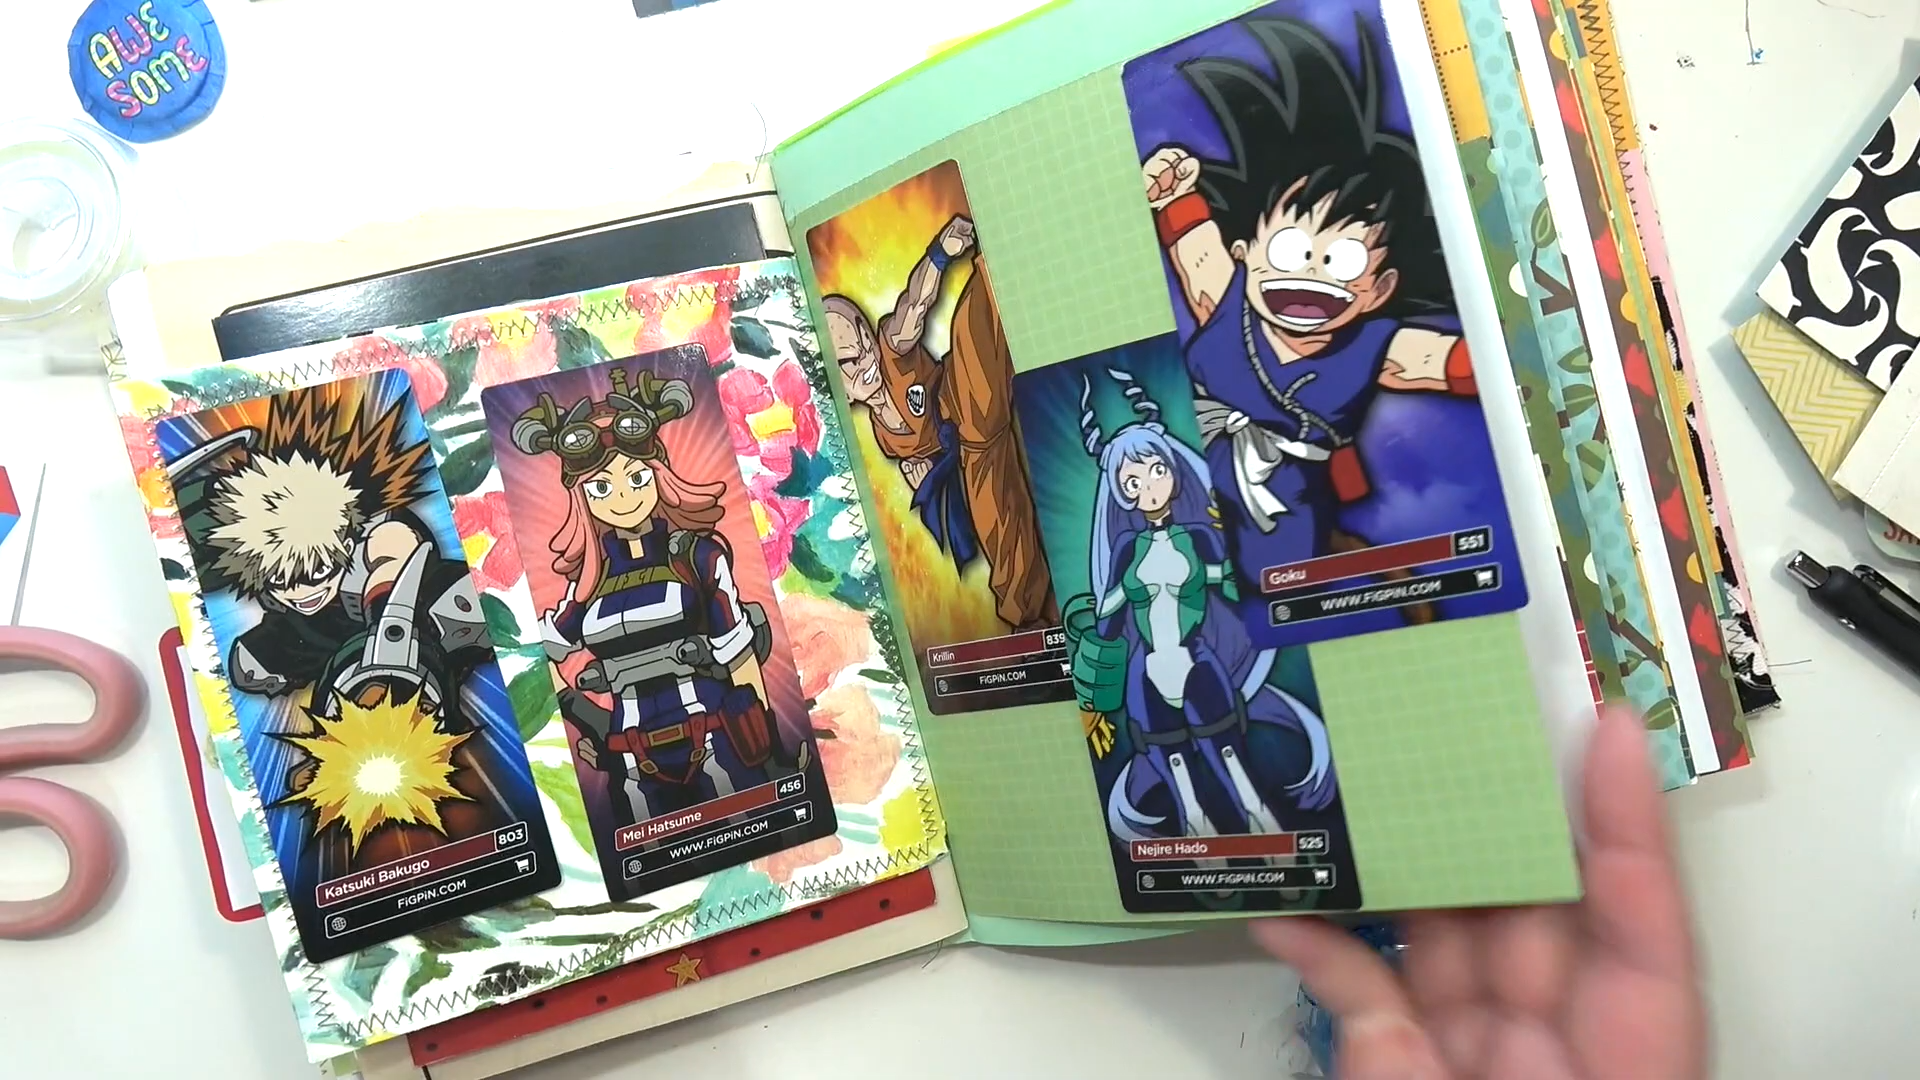 AWE
SOME
Katsuki Bakugo 803
FiGPiN.COM
Mei Hatsume 456
WWW.FiGPiN.COM
Krillin 839
FiGPiN.COM
Nejire Hado 525
WWW.FiGPiN.COM
Goku 551
WWW.FiGPiN.COM